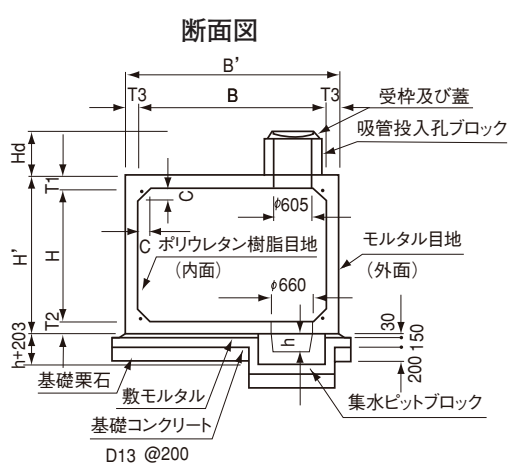 断面図
B'
T3
B
T3
受枠及び蓋
吸管投入孔ブロック
Hd
T1
C
φ605
H'
H
C
ポリウレタン樹脂目地
(内面)
モルタル目地
(外面)
φ660
T2
h
30
150
200
h+203
基礎栗石
敷モルタル
集水ピットブロック
基礎コンクリート
D13 @200